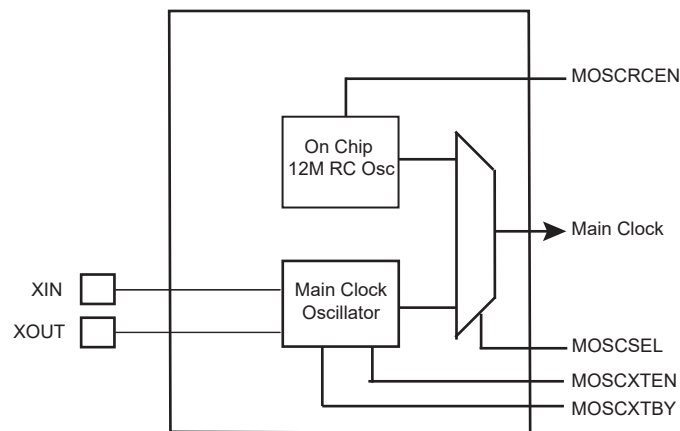 MOSCRCEN
On Chip
12M RC Osc
Main Clock
XIN
Main Clock
Oscillator
XOUT
MOSCSEL
MOSCXTEN
MOSCXTBY